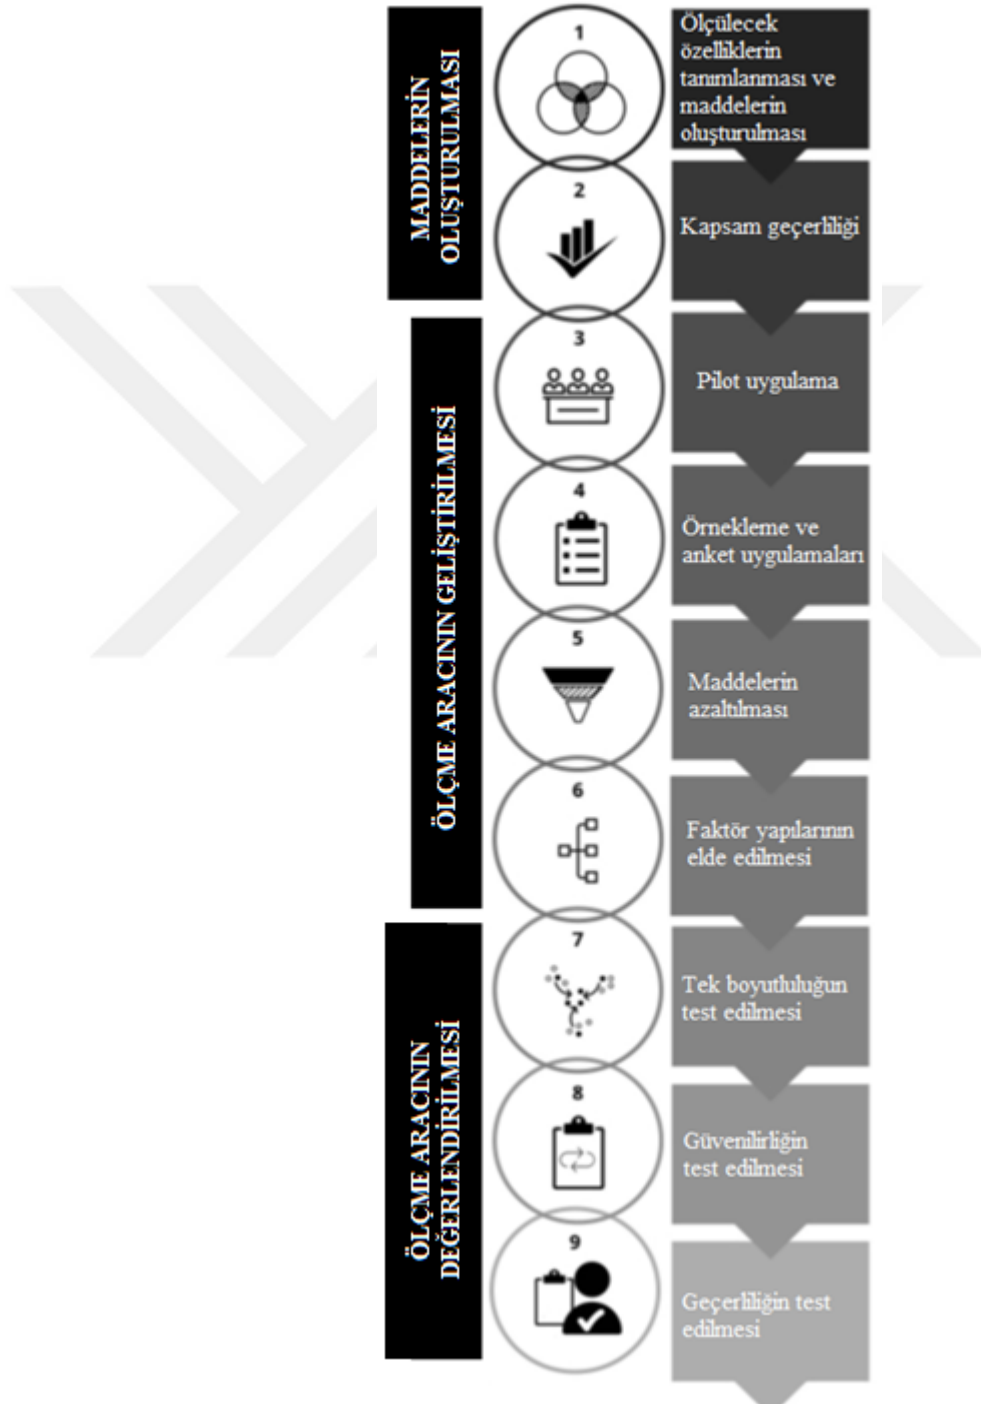 MADDELERİN
OLUŞTURULMASI
1
Ölçülecek
özelliklerin
tanımlanması ve
maddelerin
oluşturulması
2
Kapsam geçerliliği
ÖLÇME ARACININ GELİŞTİRİLMESİ
3
Pilot uygulama
4
Örnekleme ve
anket uygulamaları
5
Maddelerin
azaltılması
6
Faktör yapılarının
elde edilmesi
ÖLÇME ARACININ
DEĞERLENDİRİLMESİ
7
Tek boyutluluğun
test edilmesi
8
Güvenilirliğin
test edilmesi
9
Geçerliliğin test
edilmesi